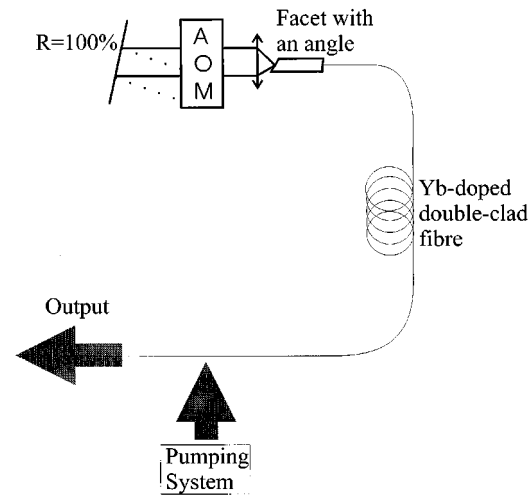 Facet with
an angle
R=100%
A
O
M
Yb-doped
double-clad
fibre
Output
Pumping
System